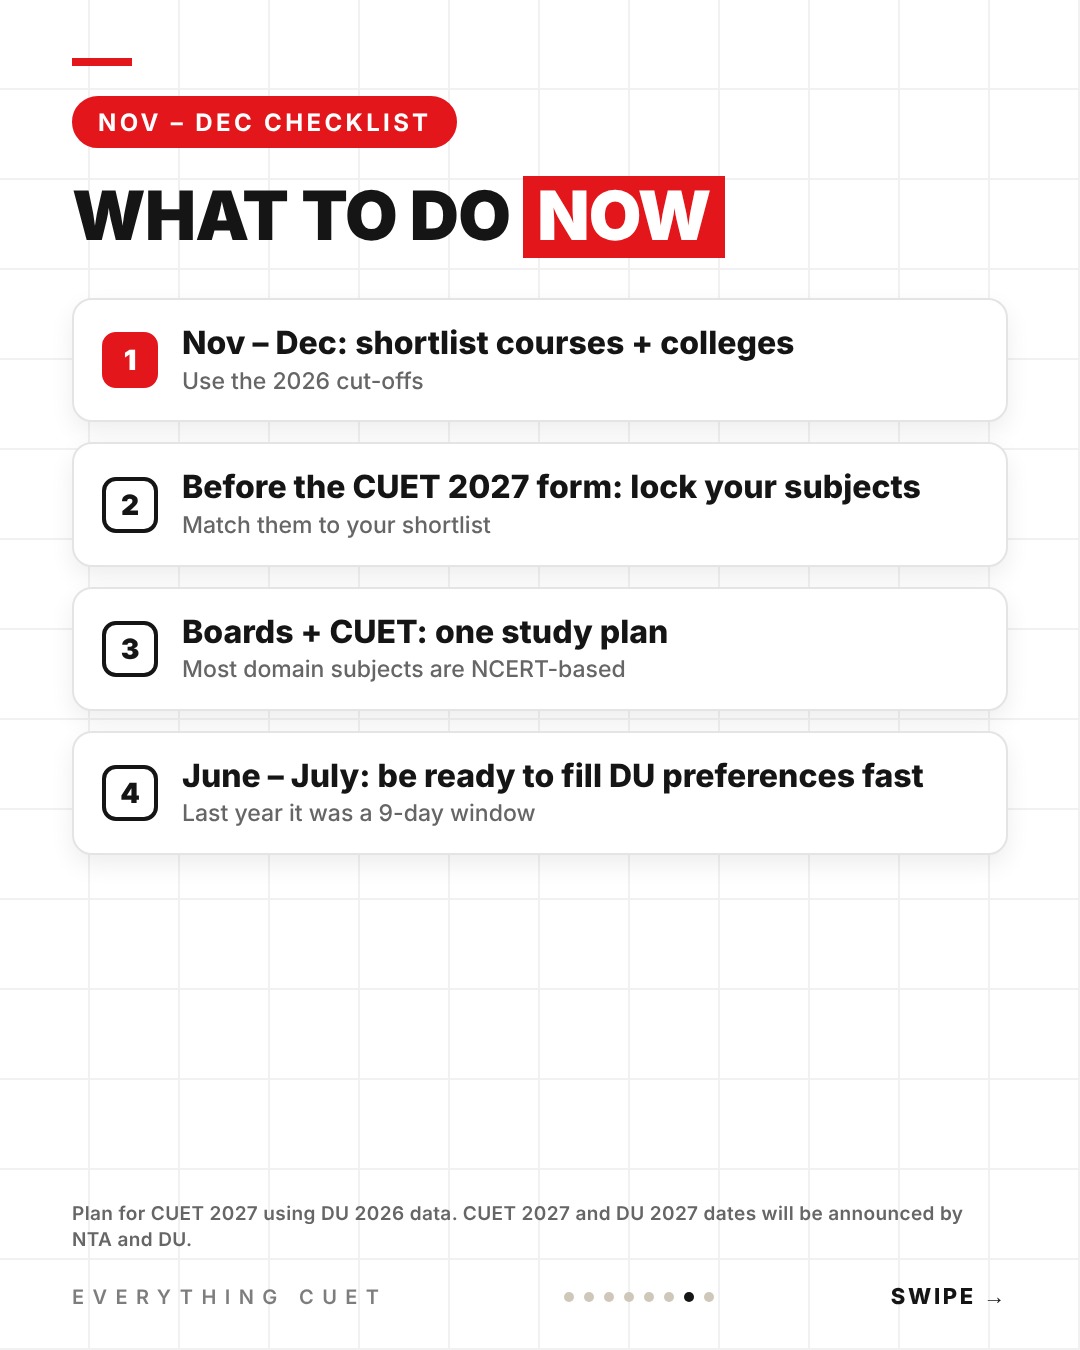 NOV – DEC CHECKLIST
WHAT TO DO NOW
1
Nov – Dec: shortlist courses + colleges
Use the 2026 cut-offs
2
Before the CUET 2027 form: lock your subjects
Match them to your shortlist
3
Boards + CUET: one study plan
Most domain subjects are NCERT-based
4
June – July: be ready to fill DU preferences fast
Last year it was a 9-day window
Plan for CUET 2027 using DU 2026 data. CUET 2027 and DU 2027 dates will be announced by
NTA and DU.
EVERYTHING CUET
SWIPE →